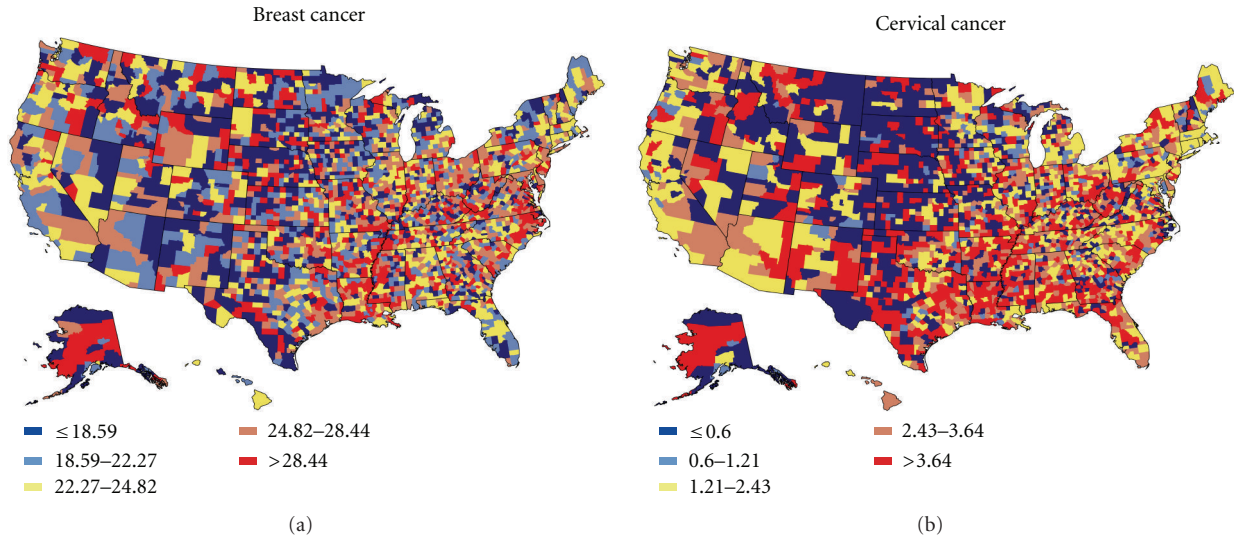 Breast cancer
Cervical cancer
≤18.59
18.59–22.27
22.27–24.82
24.82–28.44
>28.44
(a)
≤0.6
0.6–1.21
1.21–2.43
2.43–3.64
>3.64
(b)